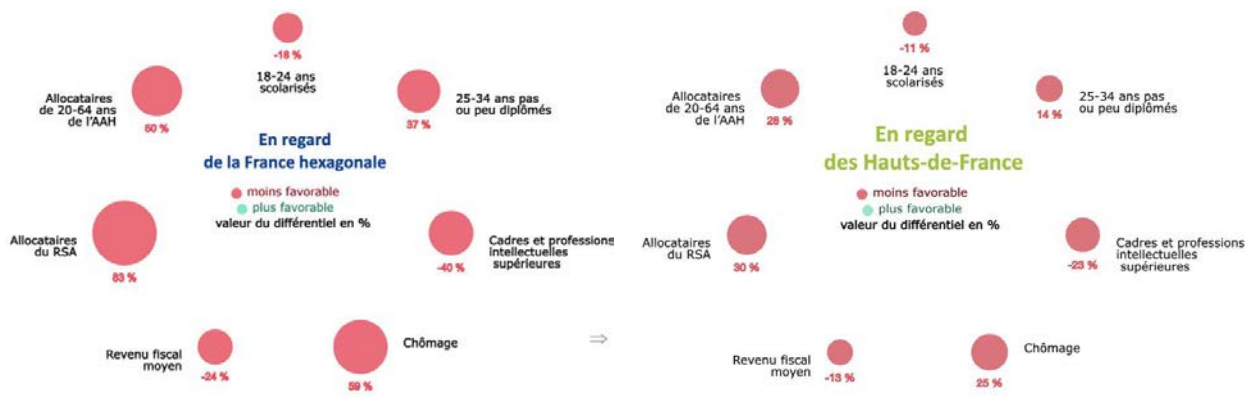 -18 %
18-24 ans
scolarisés
Allocataires
de 20-64 ans
de l'AAH
60 %
25-34 ans pas
ou peu diplômés
37 %
En regard
de la France hexagonale
moins favorable
plus favorable
valeur du différentiel en %
Allocataires
du RSA
83 %
Cadres et professions
intellectuelles
supérieures
-40 %
Revenu fiscal
moyen
-24 %
Chômage
59 %
⇒
-11 %
18-24 ans
scolarisés
Allocataires
de 20-64 ans
de l'AAH
28 %
25-34 ans pas
ou peu diplômés
14 %
En regard
des Hauts-de-France
moins favorable
plus favorable
valeur du différentiel en %
Allocataires
du RSA
30 %
Cadres et professions
intellectuelles
supérieures
-23 %
Revenu fiscal
moyen
-13 %
Chômage
25 %